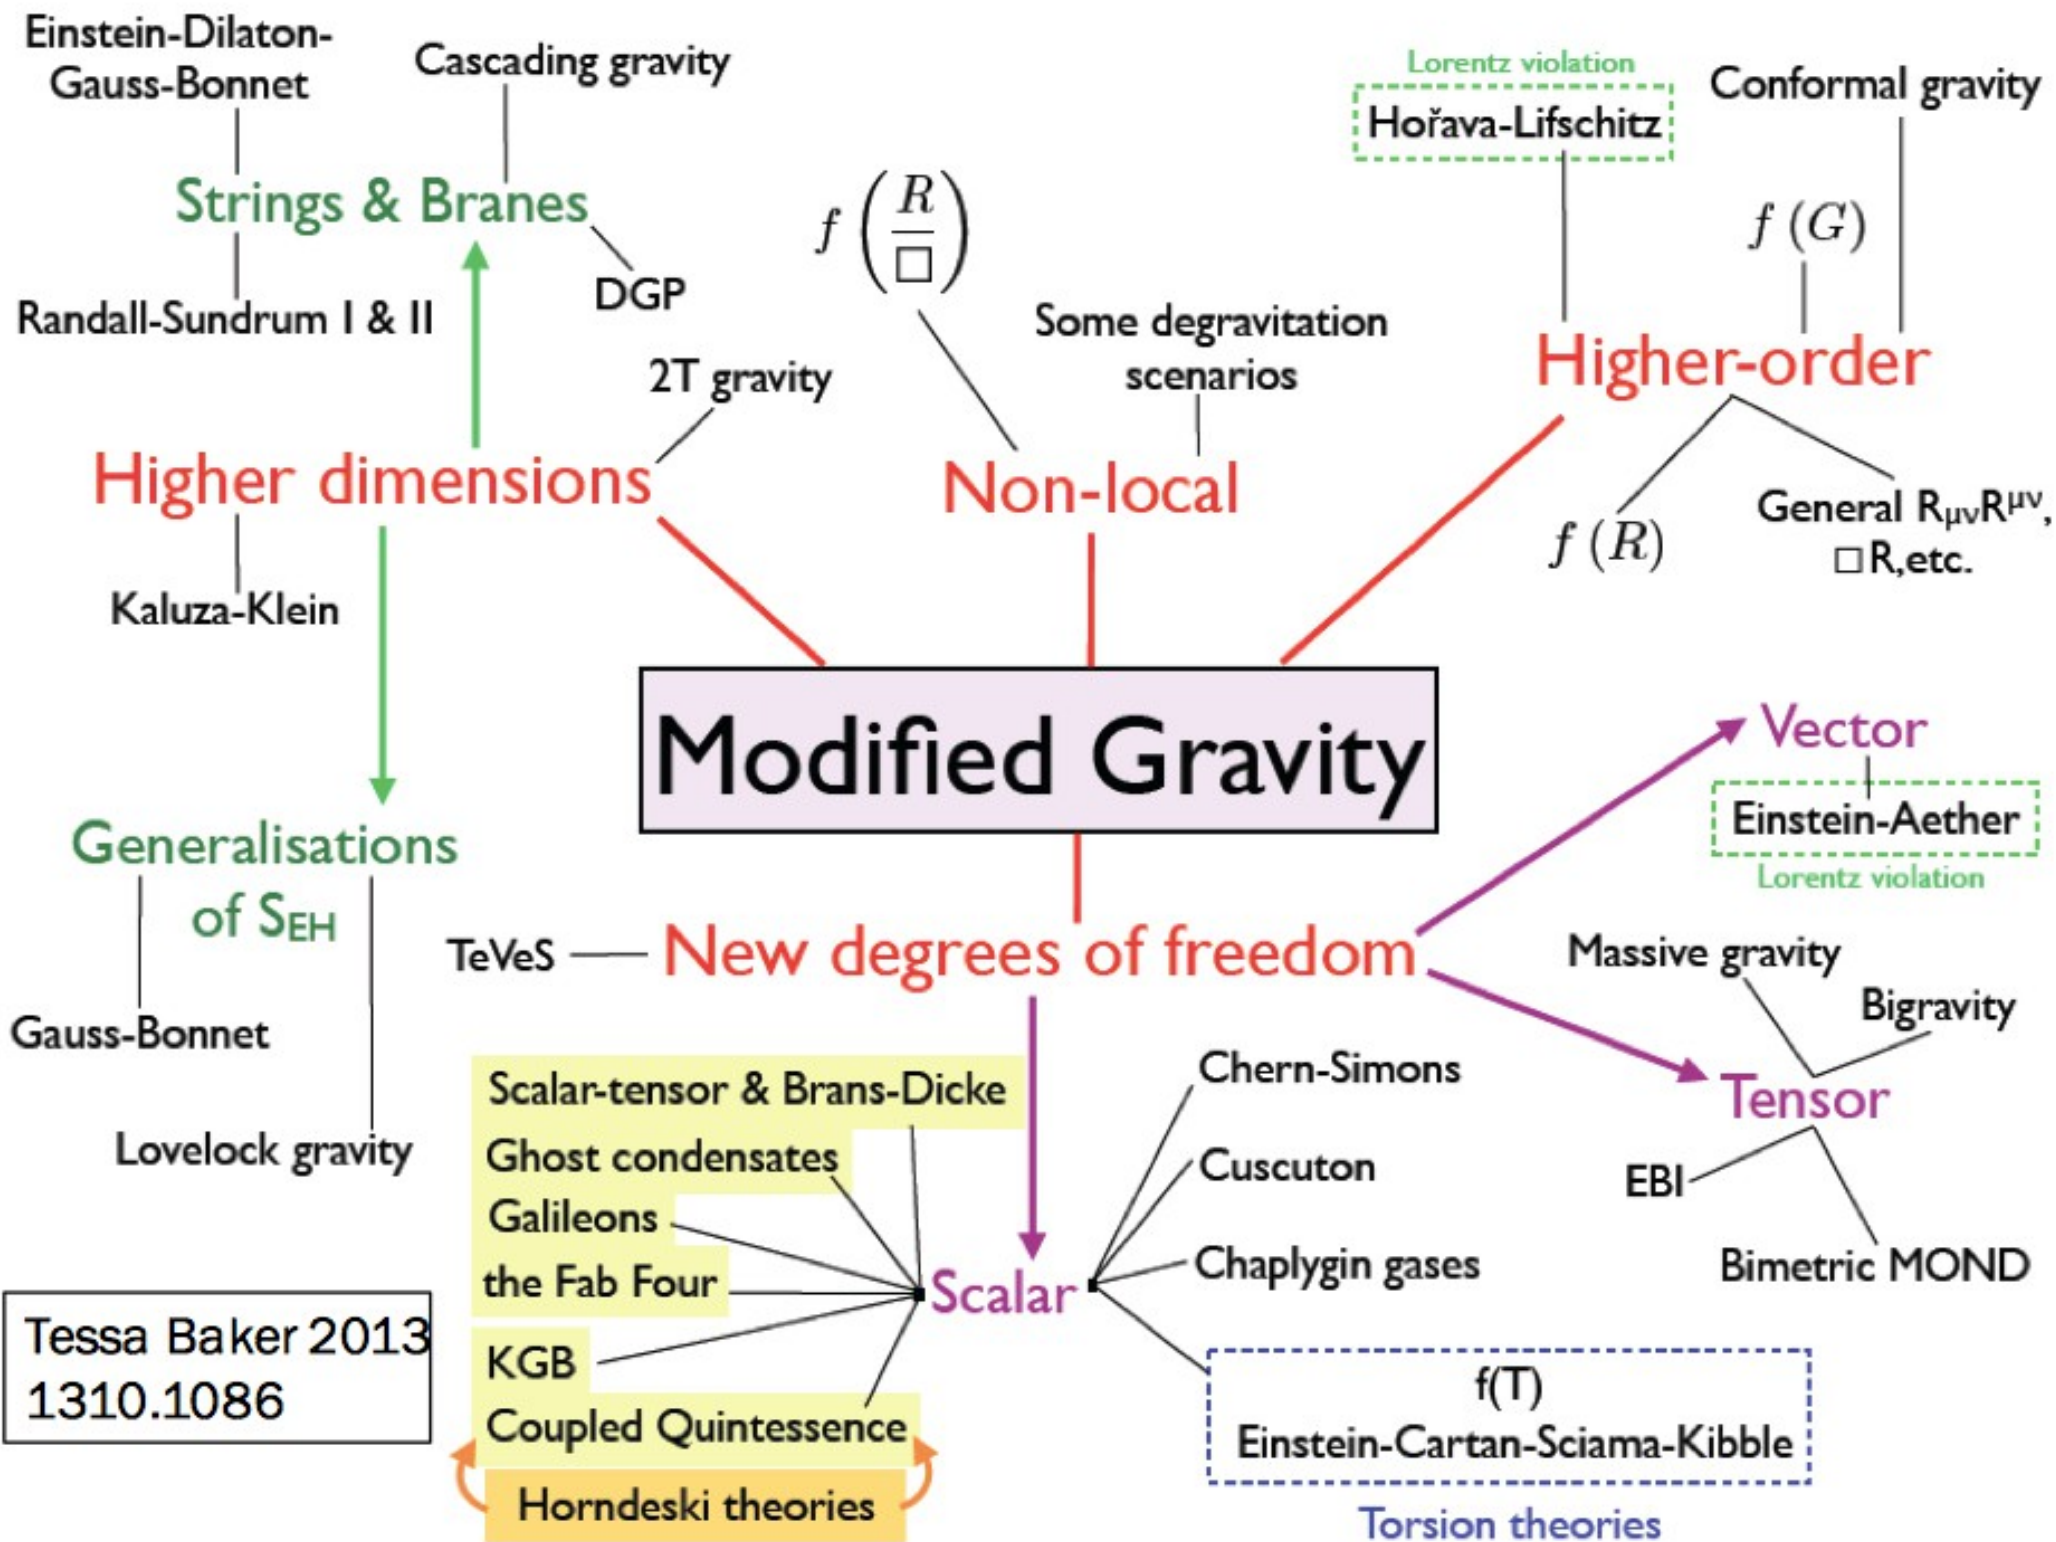 Einstein-Dilaton-
Gauss-Bonnet
Cascading gravity
Strings & Branes
Randall-Sundrum I & II
DGP
2T gravity
Higher dimensions
Kaluza-Klein
f (R/□)
Some degravitation
scenarios
Non-local
Lorentz violation
Hořava-Lifschitz
Conformal gravity
f (G)
Higher-order
f (R)
General RμνRμν,
□R,etc.
Modified Gravity
Generalisations
of SEH
Gauss-Bonnet
Lovelock gravity
TeVeS
New degrees of freedom
Vector
Einstein-Aether
Lorentz violation
Massive gravity
Bigravity
Tensor
EBI
Bimetric MOND
Scalar-tensor & Brans-Dicke
Ghost condensates
Galileons
the Fab Four
KGB
Coupled Quintessence
Horndeski theories
Scalar
Chern-Simons
Cuscuton
Chaplygin gases
f(T)
Einstein-Cartan-Sciama-Kibble
Torsion theories
Tessa Baker 2013
1310.1086